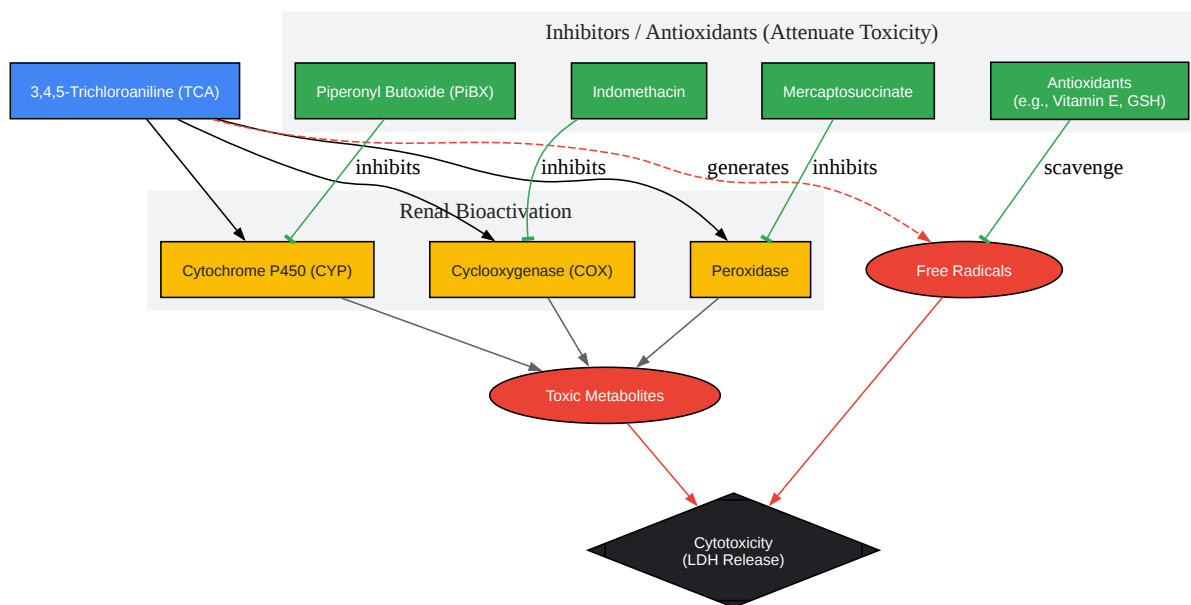 Inhibitors / Antioxidants (Attenuate Toxicity)
3,4,5-Trichloroaniline (TCA)
Piperonyl Butoxide (PiBX)
Indomethacin
Mercaptosuccinate
Antioxidants
(e.g., Vitamin E, GSH)
inhibits
inhibits
generates
inhibits
scavenge
Renal Bioactivation
Cytochrome P450 (CYP)
Cyclooxygenase (COX)
Peroxidase
Free Radicals
Toxic Metabolites
Cytotoxicity
(LDH Release)